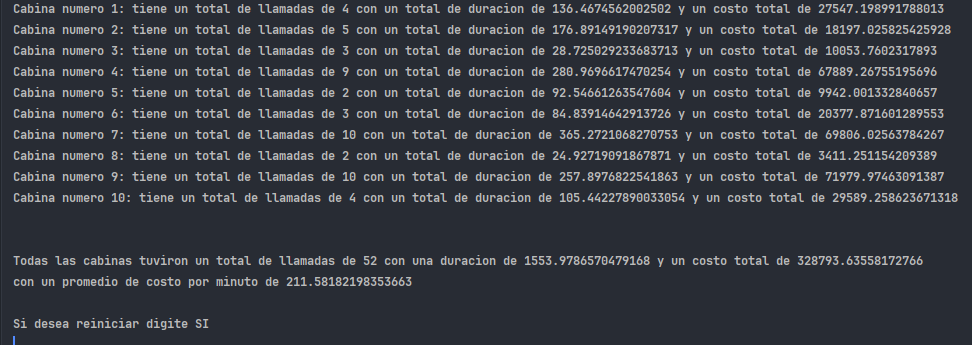 Cabina numero 1: tiene un total de llamadas de 4 con un total de duracion de 136.4674562002502 y un costo total de 27547.198991788013
Cabina numero 2: tiene un total de llamadas de 5 con un total de duracion de 176.89149190207317 y un costo total de 18197.025825425928
Cabina numero 3: tiene un total de llamadas de 3 con un total de duracion de 28.725029233683713 y un costo total de 10053.7602317893
Cabina numero 4: tiene un total de llamadas de 9 con un total de duracion de 280.9696617470254 y un costo total de 67889.26755195696
Cabina numero 5: tiene un total de llamadas de 2 con un total de duracion de 92.54661263547604 y un costo total de 9942.001332840657
Cabina numero 6: tiene un total de llamadas de 3 con un total de duracion de 84.83914642913726 y un costo total de 20377.871601289553
Cabina numero 7: tiene un total de llamadas de 10 con un total de duracion de 365.2721068270753 y un costo total de 69806.02563784267
Cabina numero 8: tiene un total de llamadas de 2 con un total de duracion de 24.92719091867871 y un costo total de 3411.251154209389
Cabina numero 9: tiene un total de llamadas de 10 con un total de duracion de 257.8976822541863 y un costo total de 71979.97463091387
Cabina numero 10: tiene un total de llamadas de 4 con un total de duracion de 105.44227890033054 y un costo total de 29589.258623671318
Todas las cabinas tuviron un total de llamadas de 52 con una duracion de 1553.9786570479168 y un costo total de 328793.63558172766
con un promedio de costo por minuto de 211.58182198353663
Si desea reiniciar digite SI